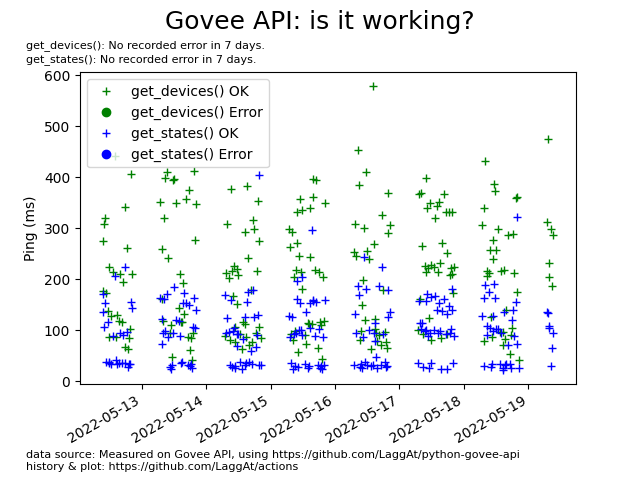 Govee API: is it working?
get_devices(): No recorded error in 7 days.
get_states(): No recorded error in 7 days.
600
500
400
300
200
100
0
Ping (ms)
get_devices() OK
get_devices() Error
get_states() OK
get_states() Error
2022-05-13
2022-05-14
2022-05-15
2022-05-16
2022-05-17
2022-05-18
2022-05-19
data source: Measured on Govee API, using https://github.com/LaggAt/python-govee-api
history & plot: https://github.com/LaggAt/actions